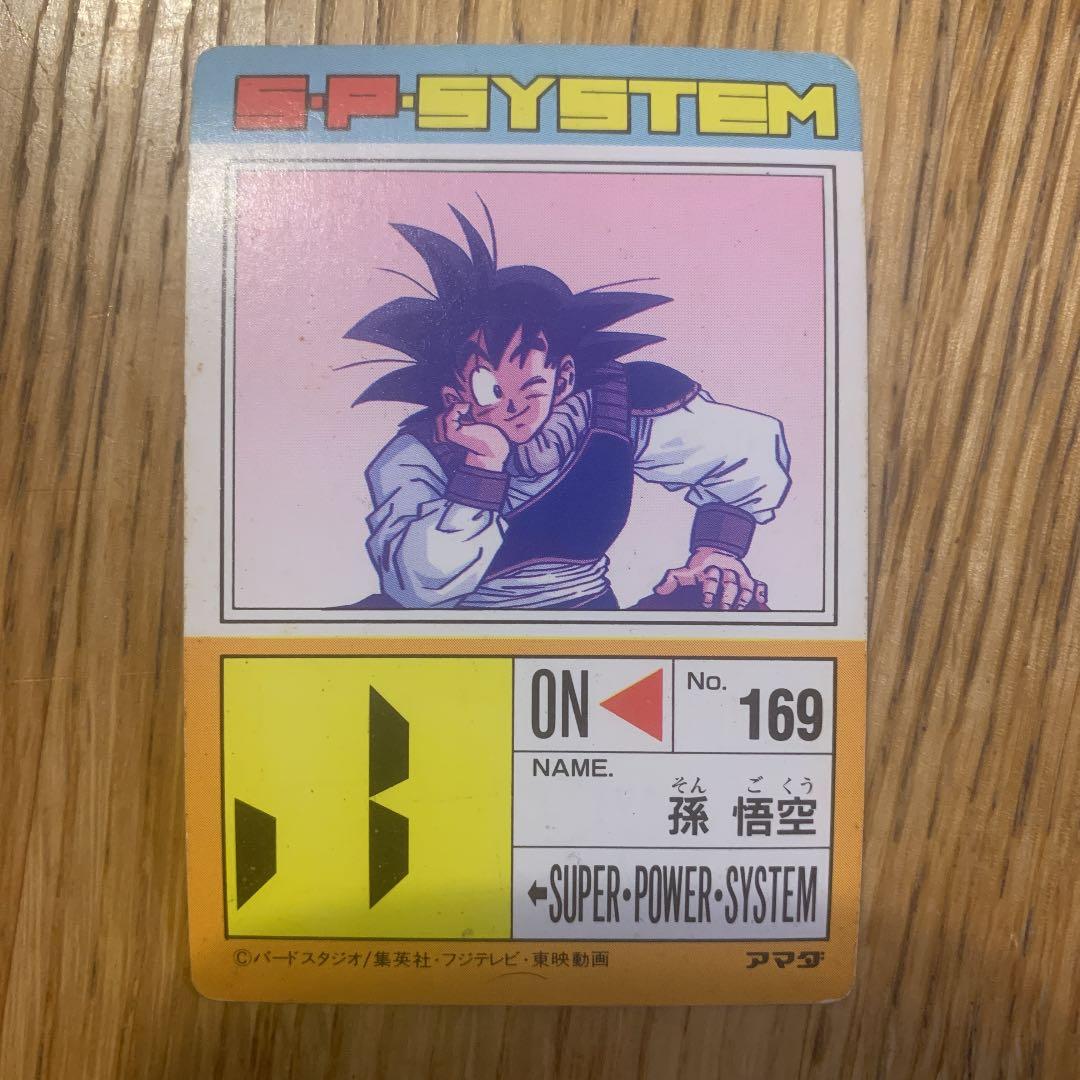 S·P·SYSTEM
ON
No. 169
NAME.
そん ご くう
孫 悟空
SUPER·POWER·SYSTEM
©バードスタジオ/集英社・フジテレビ・東映動画
アマダ